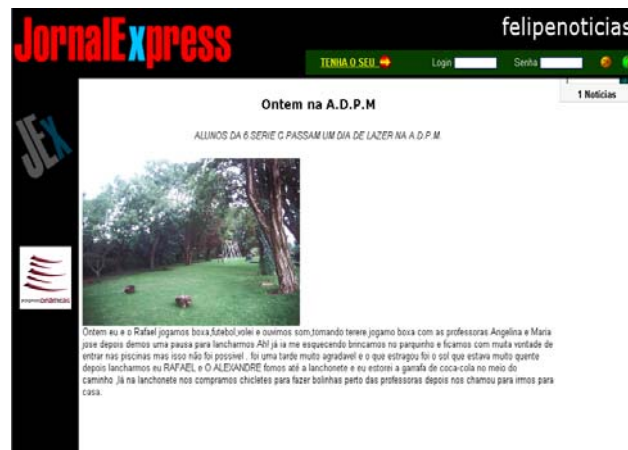 JornalExpress
felipenoticias
TENHA O SEU
Login
Senha
1 Noticias
JEx
Ontem na A.D.P.M
ALUNOS DA 6 SERIE C PASSAM UM DIA DE LAZER NA A.D.P.M.
Ontem eu e o Rafael jogamos boxa,futebol,volei e ouvimos som,tomando terere jogamo boxa com as professoras Angelina e Maria
jose depois demos uma pausa para lancharmos Ah! já ia me esquecendo brincamos no parquinho e ficamos com muita vontade de
entrar nas piscinas mas isso não foi possivel . foi uma tarde muito agradavel e o que estragou foi o sol que estava muito quente
depois lancharmos eu RAFAEL e O ALEXANDRE fomos até a lanchonete e eu estorei a garrafa de coca-cola no meio do
caminho ,lá na lanchonete nos compramos chicletes para fazer bolinhas perto das professoras depois nos chamou para irmos para
casa.